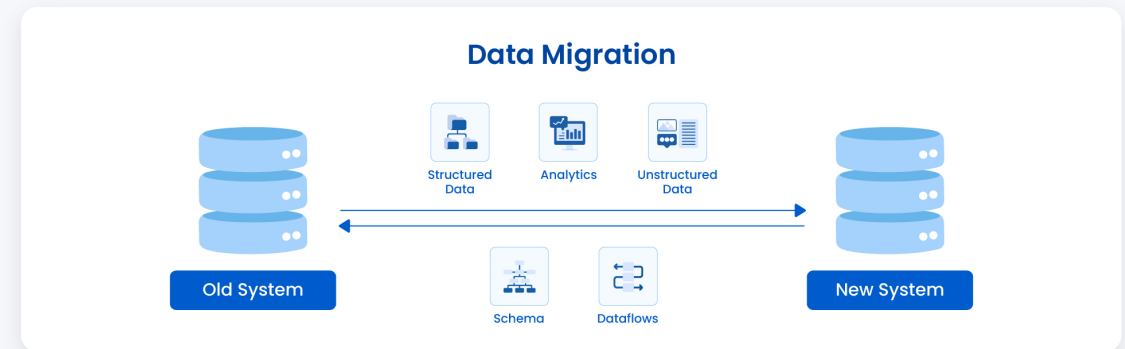 Data Migration
Structured
Data
Analytics
Unstructured
Data
Old System
New System
Schema
Dataflows